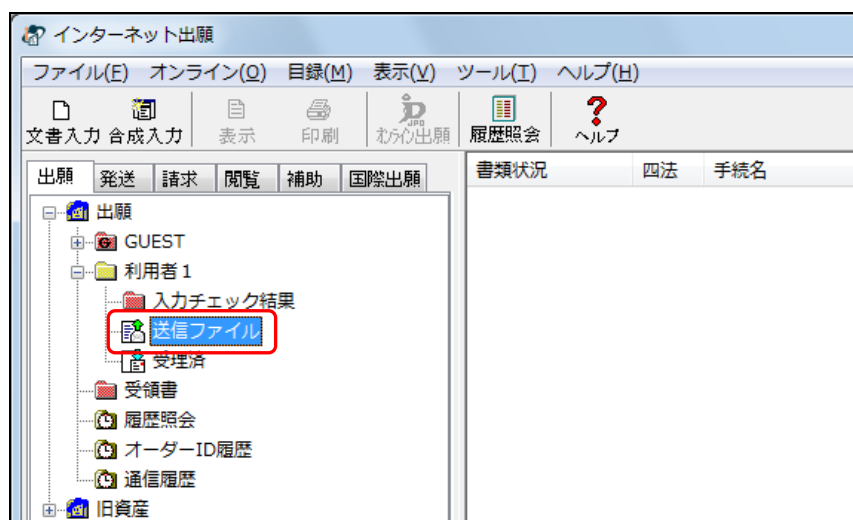 インターネット出願
ファイル(F) オンライン(O) 目録(M) 表示(V) ツール(T) ヘルプ(H)
文書入力 合成入力 表示 印刷 オンライン出願 履歴照会 ヘルプ
出願 発送 請求 閲覧 補助 国際出願
書類状況 四法 手続名
出願
GUEST
利用者1
入力チェック結果
送信ファイル
受理済
受領書
履歴照会
オーダーID履歴
通信履歴
旧資産